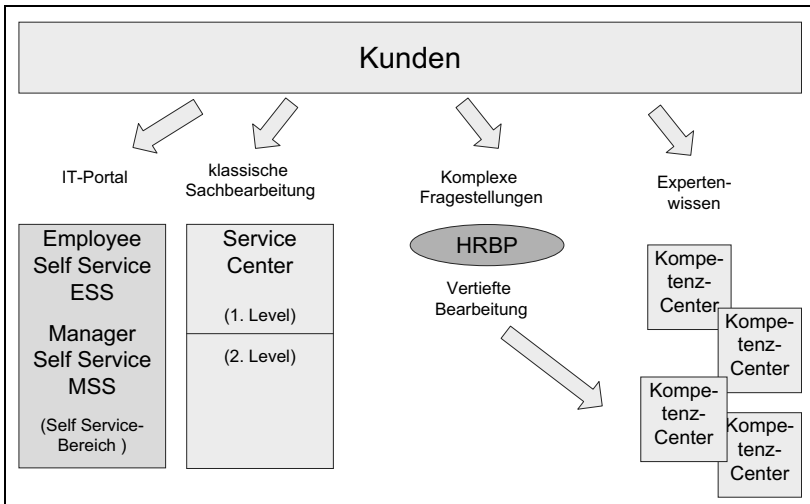 Kunden
IT-Portal
klassische
Sachbearbeitung
Komplexe
Fragestellungen
Experten-
wissen
Employee
Self Service
ESS
Manager
Self Service
MSS
(Self Service-
Bereich )
Service
Center
(1. Level)
(2. Level)
HRBP
Vertiefte
Bearbeitung
Kompe-
tenz-
Center
Kompe-
tenz-
Center
Kompe-
tenz-
Center
Kompe-
tenz-
Center